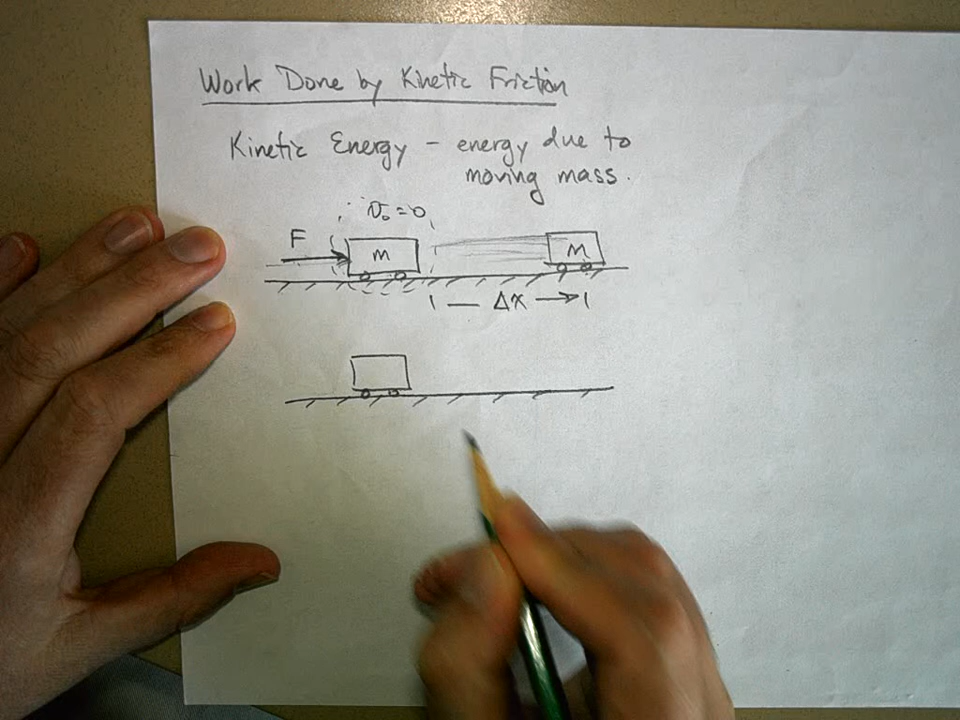 Work Done by Kinetic Friction
Kinetic Energy - energy due to
moving mass.
v₀ = 0
F
m
m
Δx